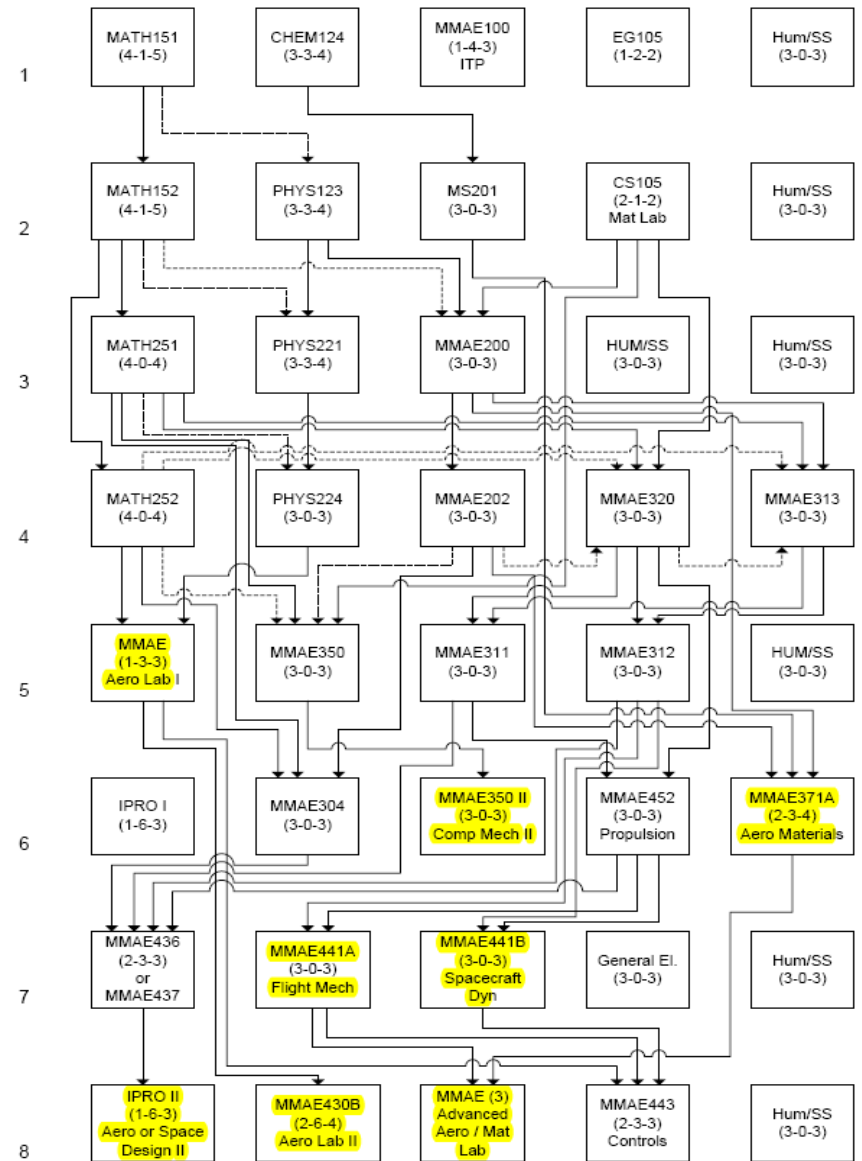 1
MATH151
(4-1-5)
CHEM124
(3-3-4)
MMAE100
(1-4-3)
ITP
EG105
(1-2-2)
Hum/SS
(3-0-3)
2
MATH152
(4-1-5)
PHYS123
(3-3-4)
MS201
(3-0-3)
CS105
(2-1-2)
Mat Lab
Hum/SS
(3-0-3)
3
MATH251
(4-0-4)
PHYS221
(3-3-4)
MMAE200
(3-0-3)
HUM/SS
(3-0-3)
Hum/SS
(3-0-3)
4
MATH252
(4-0-4)
PHYS224
(3-0-3)
MMAE202
(3-0-3)
MMAE320
(3-0-3)
MMAE313
(3-0-3)
5
MMAE
(1-3-3)
Aero Lab I
MMAE350
(3-0-3)
MMAE311
(3-0-3)
MMAE312
(3-0-3)
HUM/SS
(3-0-3)
6
IPRO I
(1-6-3)
MMAE304
(3-0-3)
MMAE350 II
(3-0-3)
Comp Mech II
MMAE452
(3-0-3)
Propulsion
MMAE371A
(2-3-4)
Aero Materials
7
MMAE436
(2-3-3)
or
MMAE437
MMAE441A
(3-0-3)
Flight Mech
MMAE441B
(3-0-3)
Spacecraft
Dyn
General El.
(3-0-3)
Hum/SS
(3-0-3)
8
IPRO II
(1-6-3)
Aero or Space
Design II
MMAE430B
(2-6-4)
Aero Lab II
MMAE (3)
Advanced
Aero / Mat
Lab
MMAE443
(2-3-3)
Controls
Hum/SS
(3-0-3)